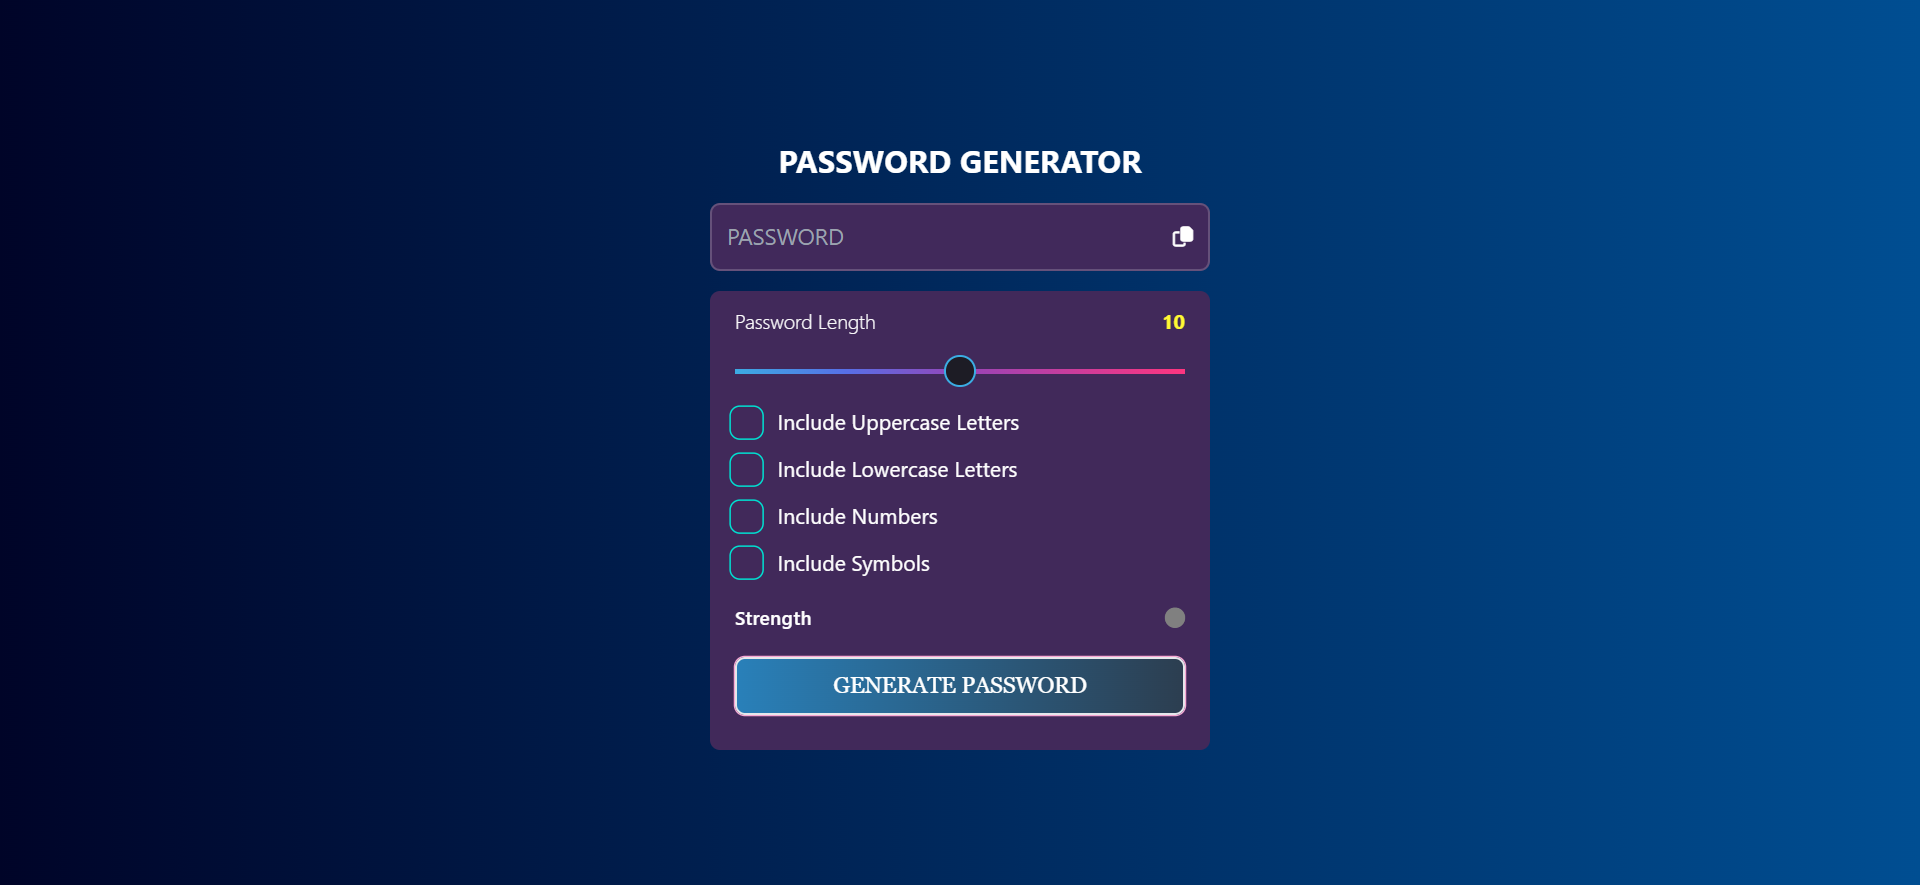 PASSWORD GENERATOR
PASSWORD
Password Length 10
Include Uppercase Letters
Include Lowercase Letters
Include Numbers
Include Symbols
Strength
GENERATE PASSWORD